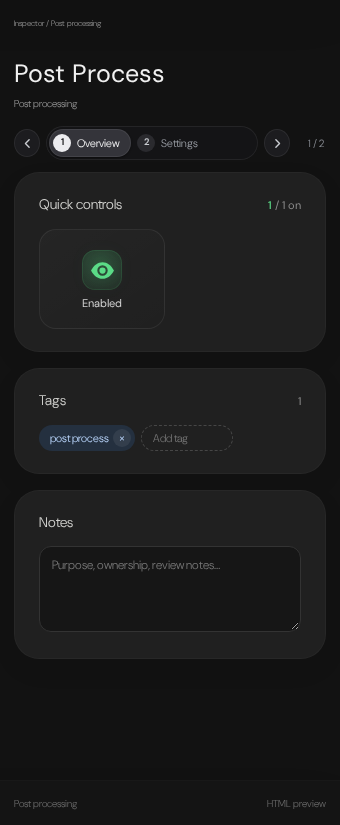 Inspector / Post processing
Post Process
Post processing
1 Overview 2 Settings 1 / 2
Quick controls 1 / 1 on
Enabled
Tags 1
post process × Add tag
Notes
Purpose, ownership, review notes...
Post processing HTML preview